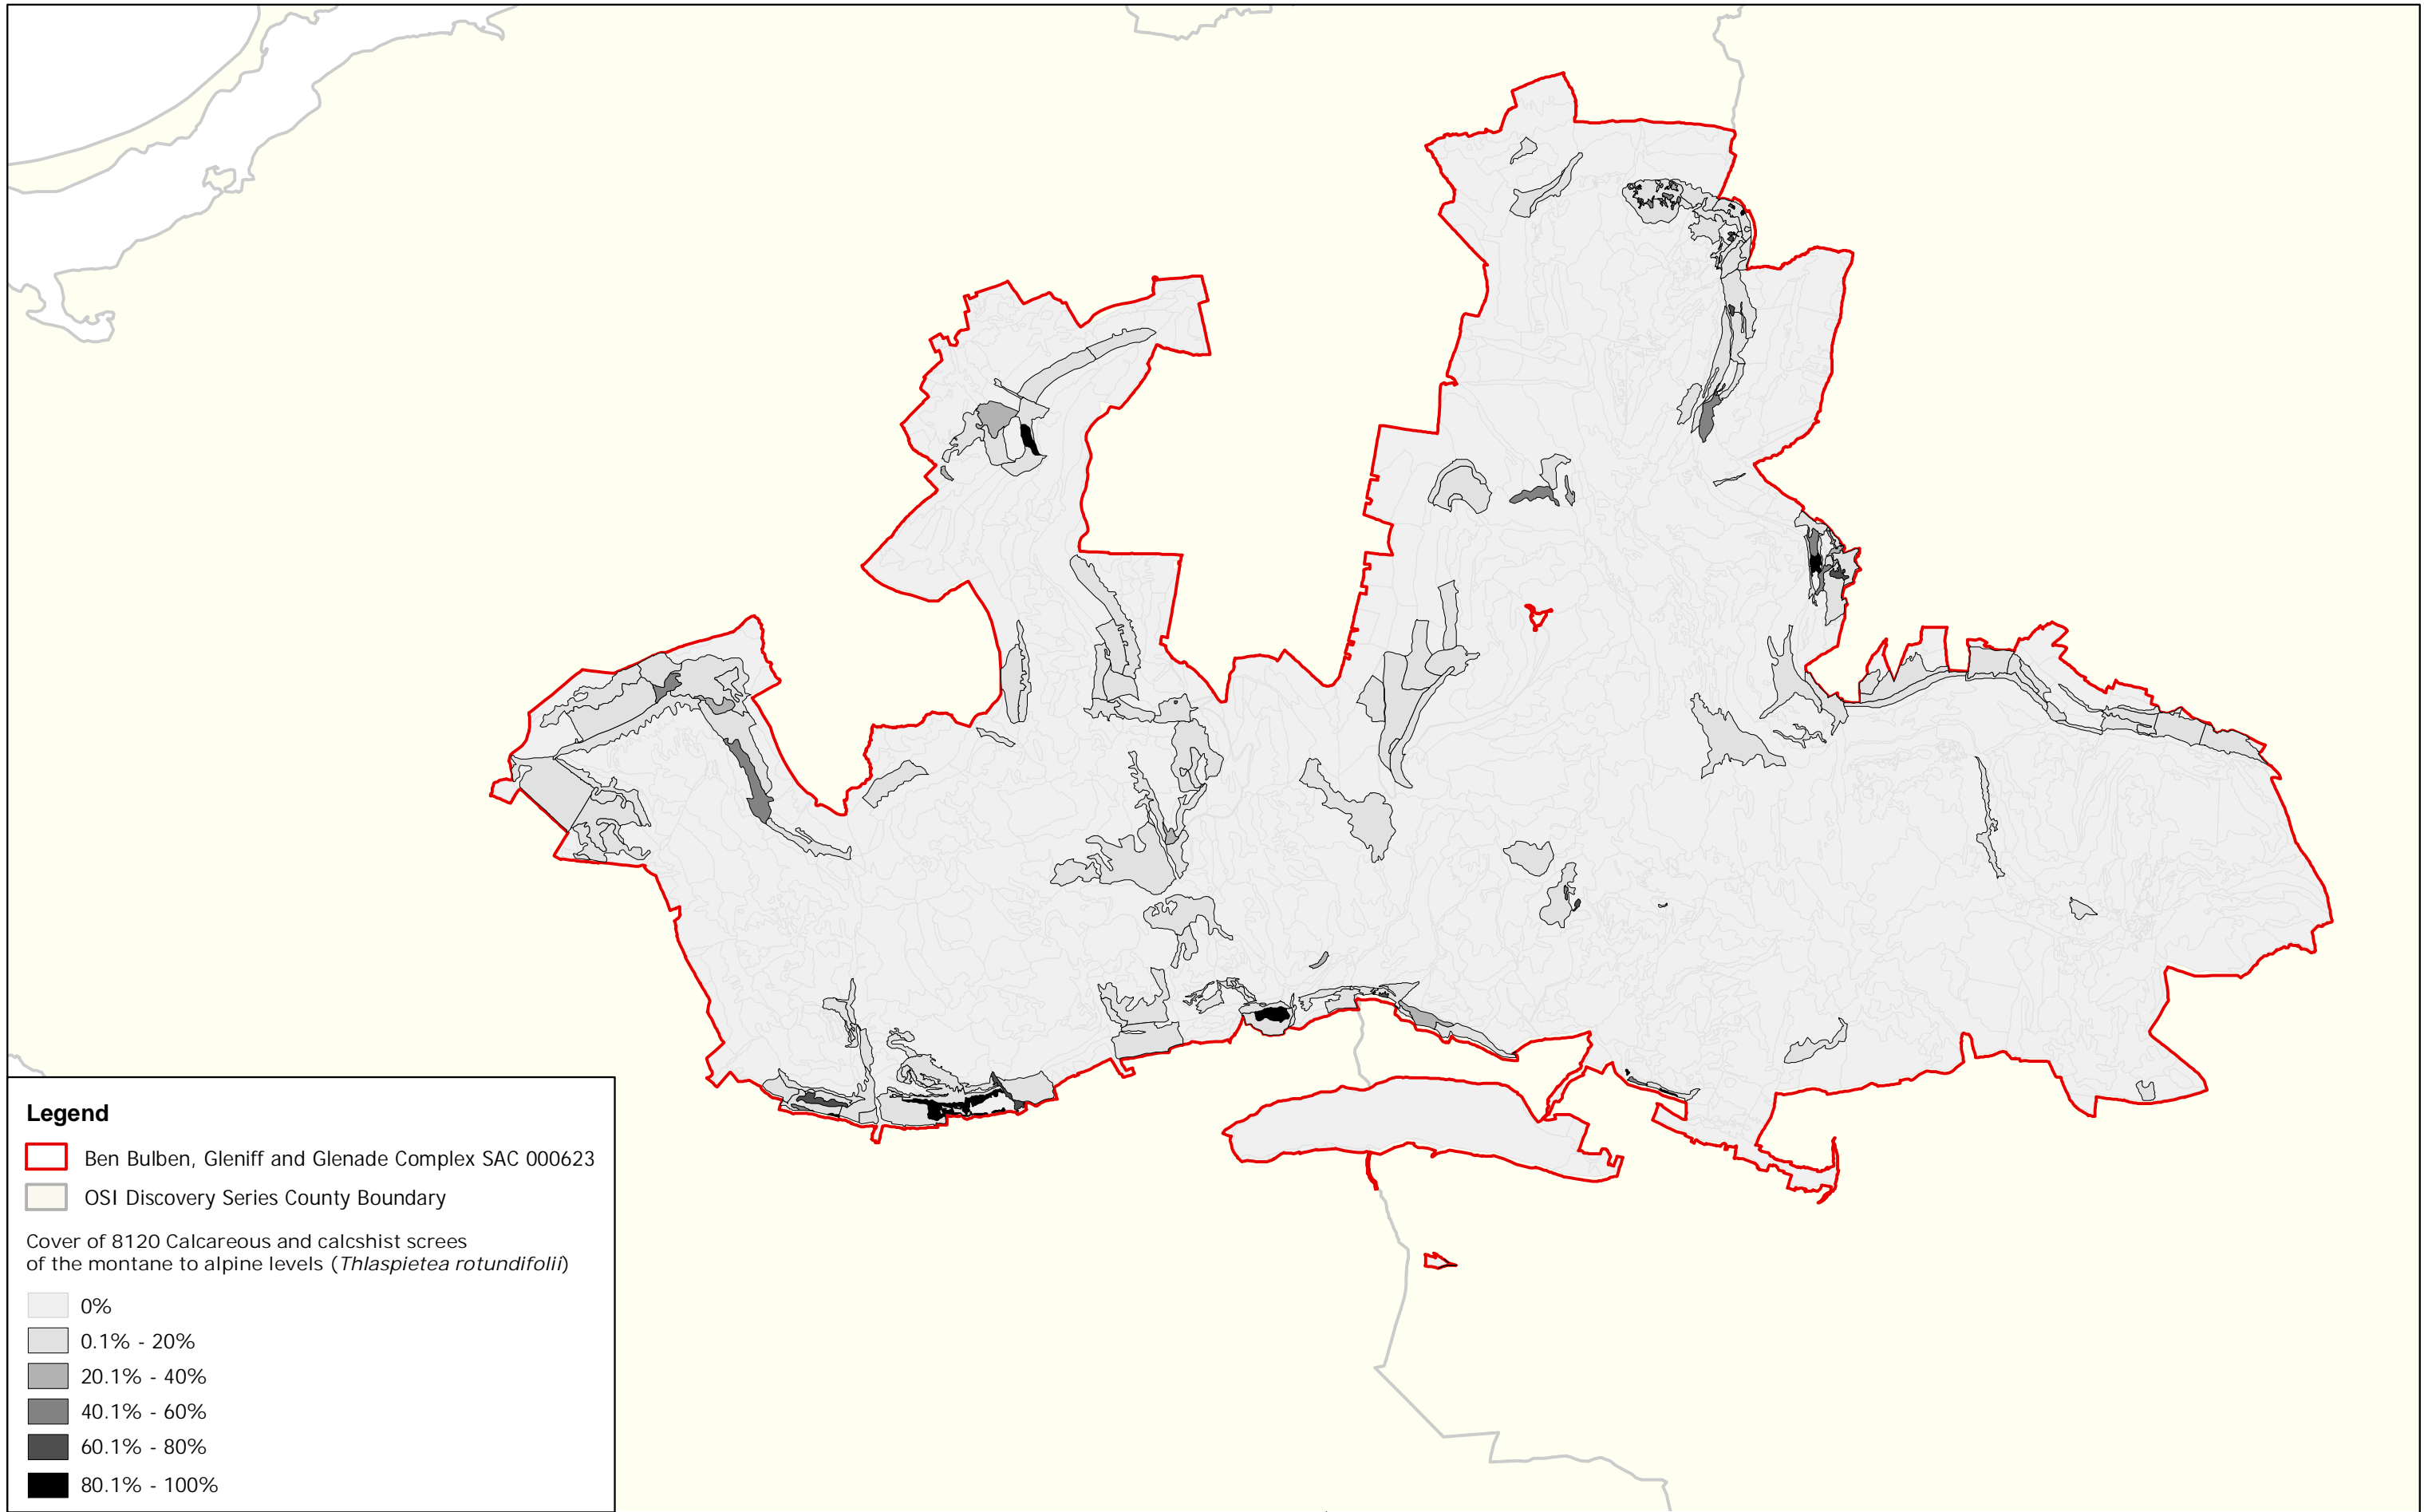 Legend
Ben Bulben, Gleniff and Glenade Complex SAC 000623
OSI Discovery Series County Boundary
Cover of 8120 Calcareous and calcshist screes
of the montane to alpine levels (Thlaspietea rotundifolii)
0%
0.1% - 20%
20.1% - 40%
40.1% - 60%
60.1% - 80%
80.1% - 100%